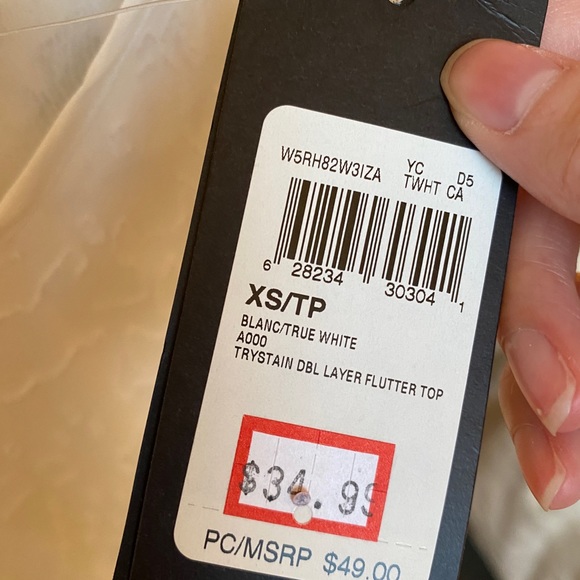 W5RH82W3IZA YC D5
TWHT CA
6 28234 30304 1
XS/TP
BLANC/TRUE WHITE
A000
TRYSTAIN DBL LAYER FLUTTER TOP
$34.99
PC/MSRP $49.00